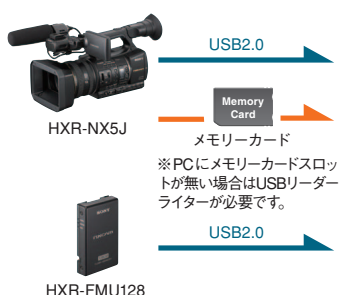 USB2.0
Memory
Card
HXR-NX5J
メモリーカード
※PCにメモリーカードスロッ
トが無い場合はUSBリーダー
ライターが必要です。
USB2.0
HXR-FMU128